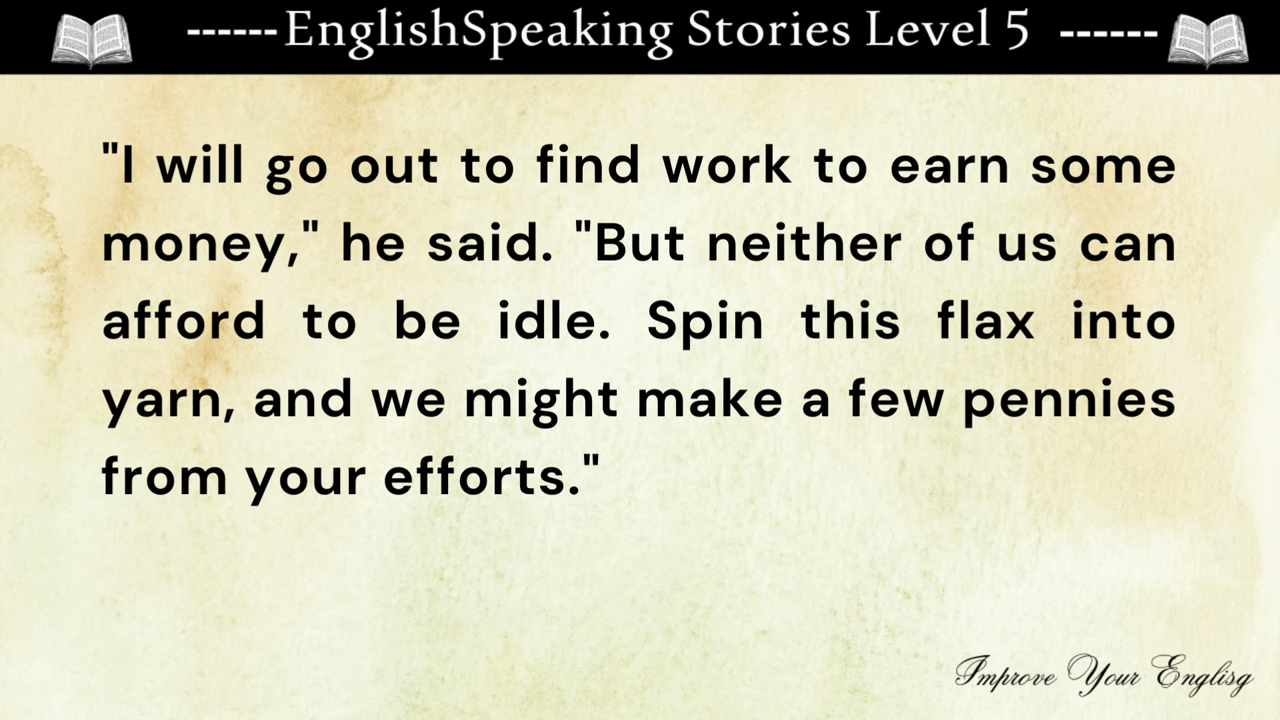 ------EnglishSpeaking Stories Level 5 ------
"I will go out to find work to earn some
money," he said. "But neither of us can
afford to be idle. Spin this flax into
yarn, and we might make a few pennies
from your efforts."
Improve Your Englisg